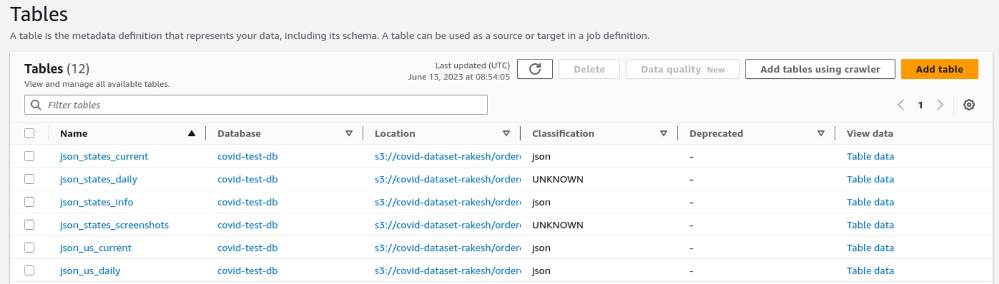 Tables
A table is the metadata definition that represents your data, including its schema. A table can be used as a source or target in a job definition.
Tables (12)
View and manage all available tables.
Last updated (UTC)
June 13, 2023 at 08:54:05
Delete
Data quality New
Add tables using crawler
Add table
Filter tables
1
Name Database Location Classification Deprecated View data
json_states_current covid-test-db s3://covid-dataset-rakesh/order json - Table data
json_states_daily covid-test-db s3://covid-dataset-rakesh/order UNKNOWN - Table data
json_states_info covid-test-db s3://covid-dataset-rakesh/order json - Table data
json_states_screenshots covid-test-db s3://covid-dataset-rakesh/order UNKNOWN - Table data
json_us_current covid-test-db s3://covid-dataset-rakesh/order json - Table data
json_us_daily covid-test-db s3://covid-dataset-rakesh/order json - Table data